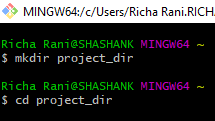 MINGW64:/c/Users/Richa Rani.RICH
Richa Rani@SHASHANK MINGW64 ~
$ mkdir project_dir
Richa Rani@SHASHANK MINGW64 ~
$ cd project_dir